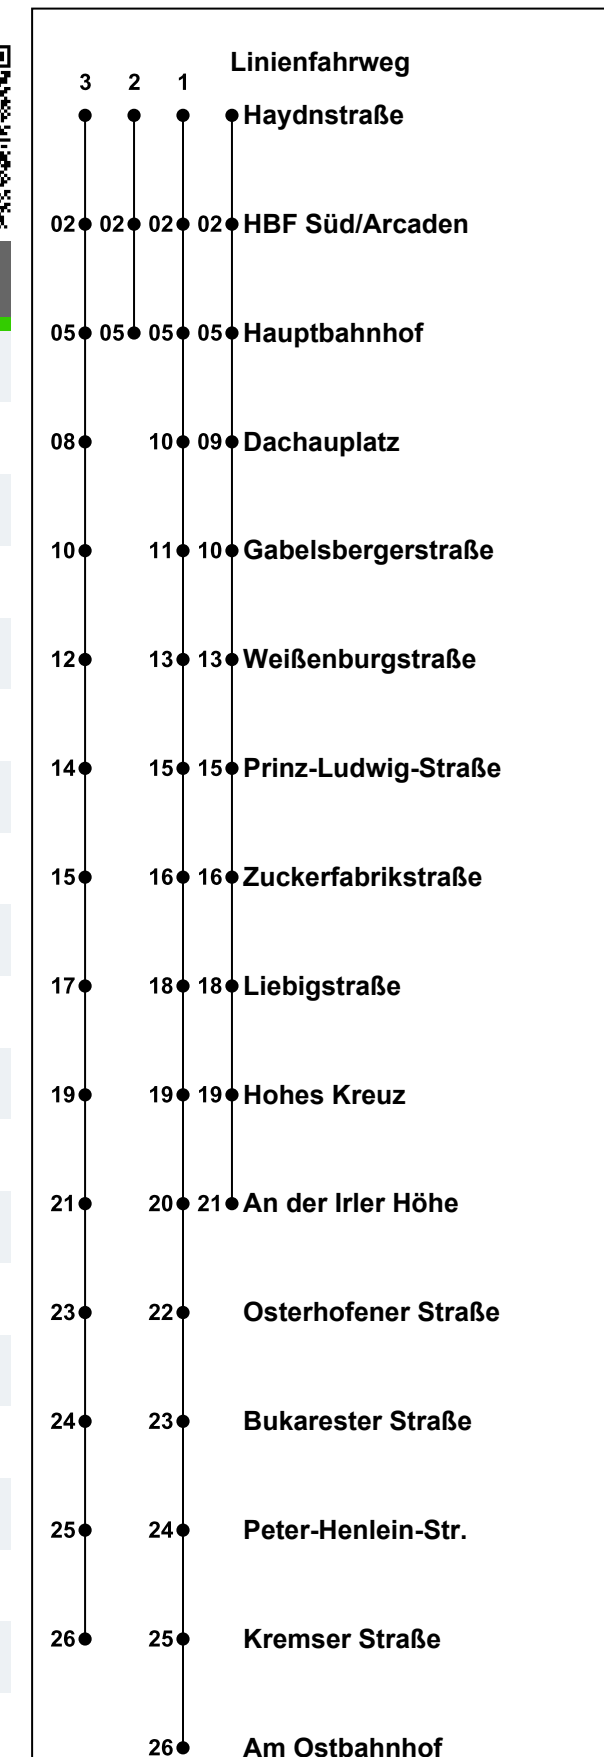 Linienfahrweg
3 2 1
Haydnstraße
02 02 02 02 HBF Süd/Arcaden
05 05 05 05 Hauptbahnhof
08 10 09 Dachauplatz
10 11 10 Gabelsbergerstraße
12 13 13 Weißenburgstraße
14 15 15 Prinz-Ludwig-Straße
15 16 16 Zuckerfabrikstraße
17 18 18 Liebigstraße
19 19 19 Hohes Kreuz
21 20 21 An der Irler Höhe
23 22 Osterhofener Straße
24 23 Bukarester Straße
25 24 Peter-Henlein-Str.
26 25 Kremser Straße
26 Am Ostbahnhof